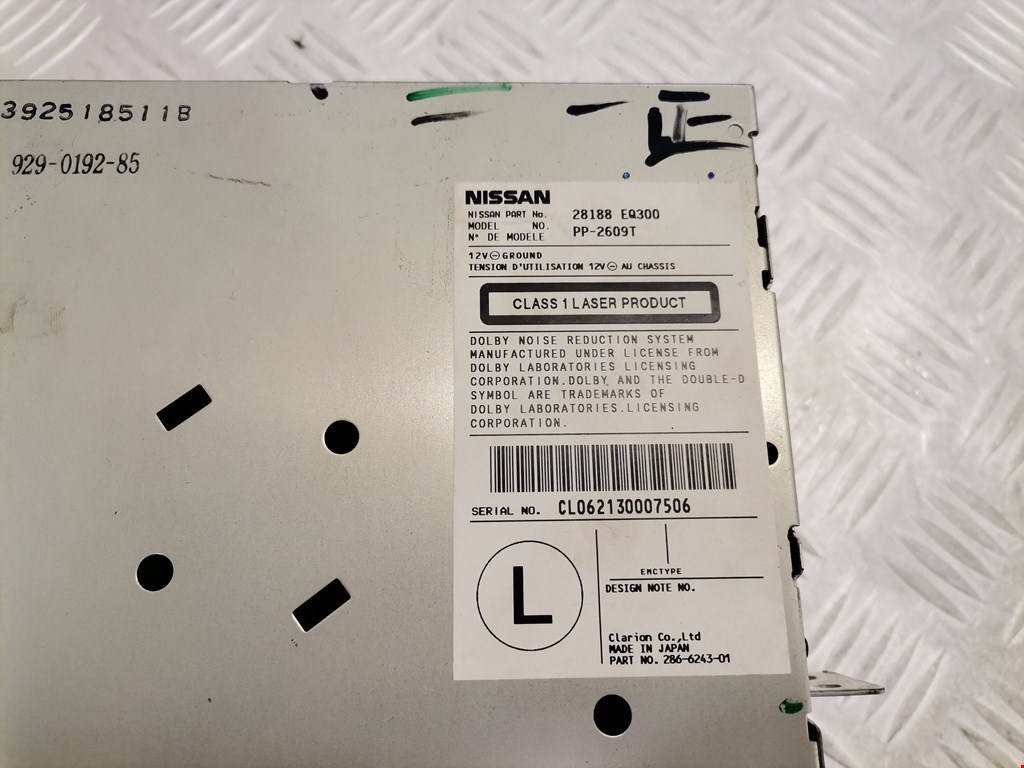 392518511B
929-0192-85
正
NISSAN
NISSAN PART No. 28188 EQ300
MODEL NO. PP-2609T
N° DE MODELE
12V⊖GROUND
TENSION D'UTILISATION 12V⊖ AU CHASSIS
CLASS 1 LASER PRODUCT
DOLBY NOISE REDUCTION SYSTEM
MANUFACTURED UNDER LICENSE FROM
DOLBY LABORATORIES LICENSING
CORPORATION.DOLBY, AND THE DOUBLE-D
SYMBOL ARE TRADEMARKS OF
DOLBY LABORATORIES.LICENSING
CORPORATION.
SERIAL NO. CL062130007506
L
EMCTYPE
DESIGN NOTE NO.
Clarion Co.,Ltd
MADE IN JAPAN
PART NO. 286-6243-01